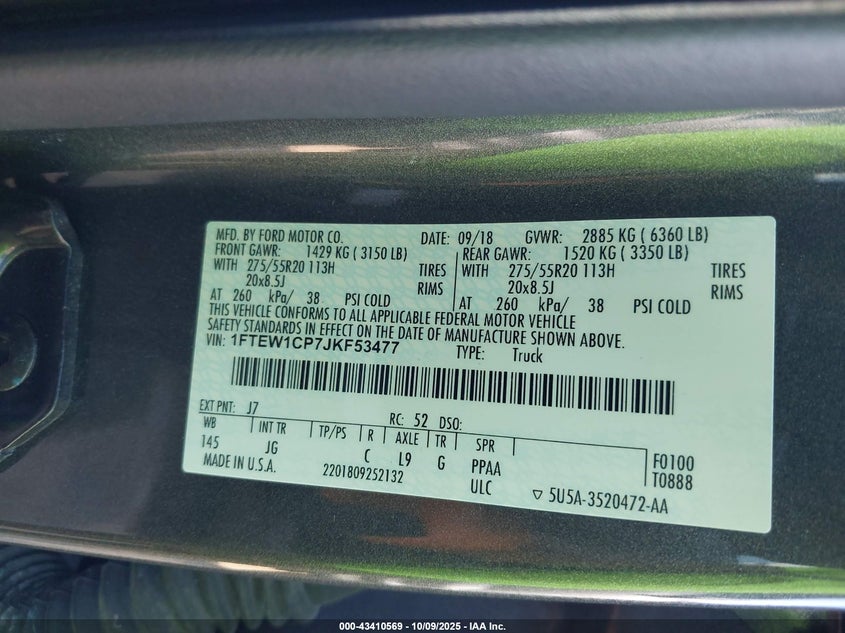 MFD. BY FORD MOTOR CO. DATE: 09/18 GVWR: 2885 KG ( 6360 LB)
FRONT GAWR: 1429 KG ( 3150 LB) REAR GAWR: 1520 KG ( 3350 LB)
WITH 275/55R20 113H TIRES WITH 275/55R20 113H TIRES
20x8.5J RIMS 20x8.5J RIMS
AT 260 kPa/ 38 PSI COLD AT 260 kPa/ 38 PSI COLD
THIS VEHICLE CONFORMS TO ALL APPLICABLE FEDERAL MOTOR VEHICLE
SAFETY STANDARDS IN EFFECT ON THE DATE OF MANUFACTURE SHOWN ABOVE.
VIN: 1FTEW1CP7JKF53477 TYPE: Truck
EXT PNT: J7 RC: 52 DSO:
WB INT TR TP/PS R AXLE TR SPR
145 JG C L9 G PPAA F0100
MADE IN U.S.A. 2201809252132 ULC T0888
▽ 5U5A-3520472-AA
000-43410569 - 10/09/2025 - IAA Inc.